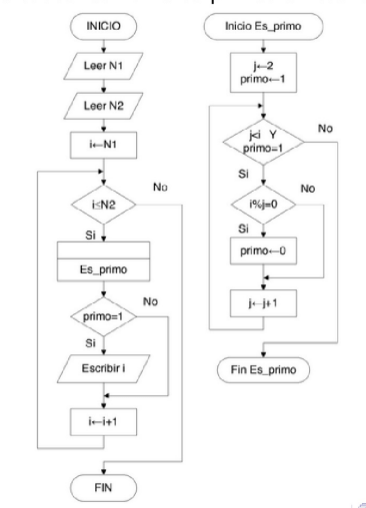 INICIO
Leer N1
Leer N2
i←N1
i≤N2
No
Si
Es_primo
primo=1
No
Si
Escribir i
i←i+1
FIN
Inicio Es_primo
j←2
primo←1
j<i Y
primo=1
No
Si
i%j=0
No
Si
primo←0
j←j+1
Fin Es_primo